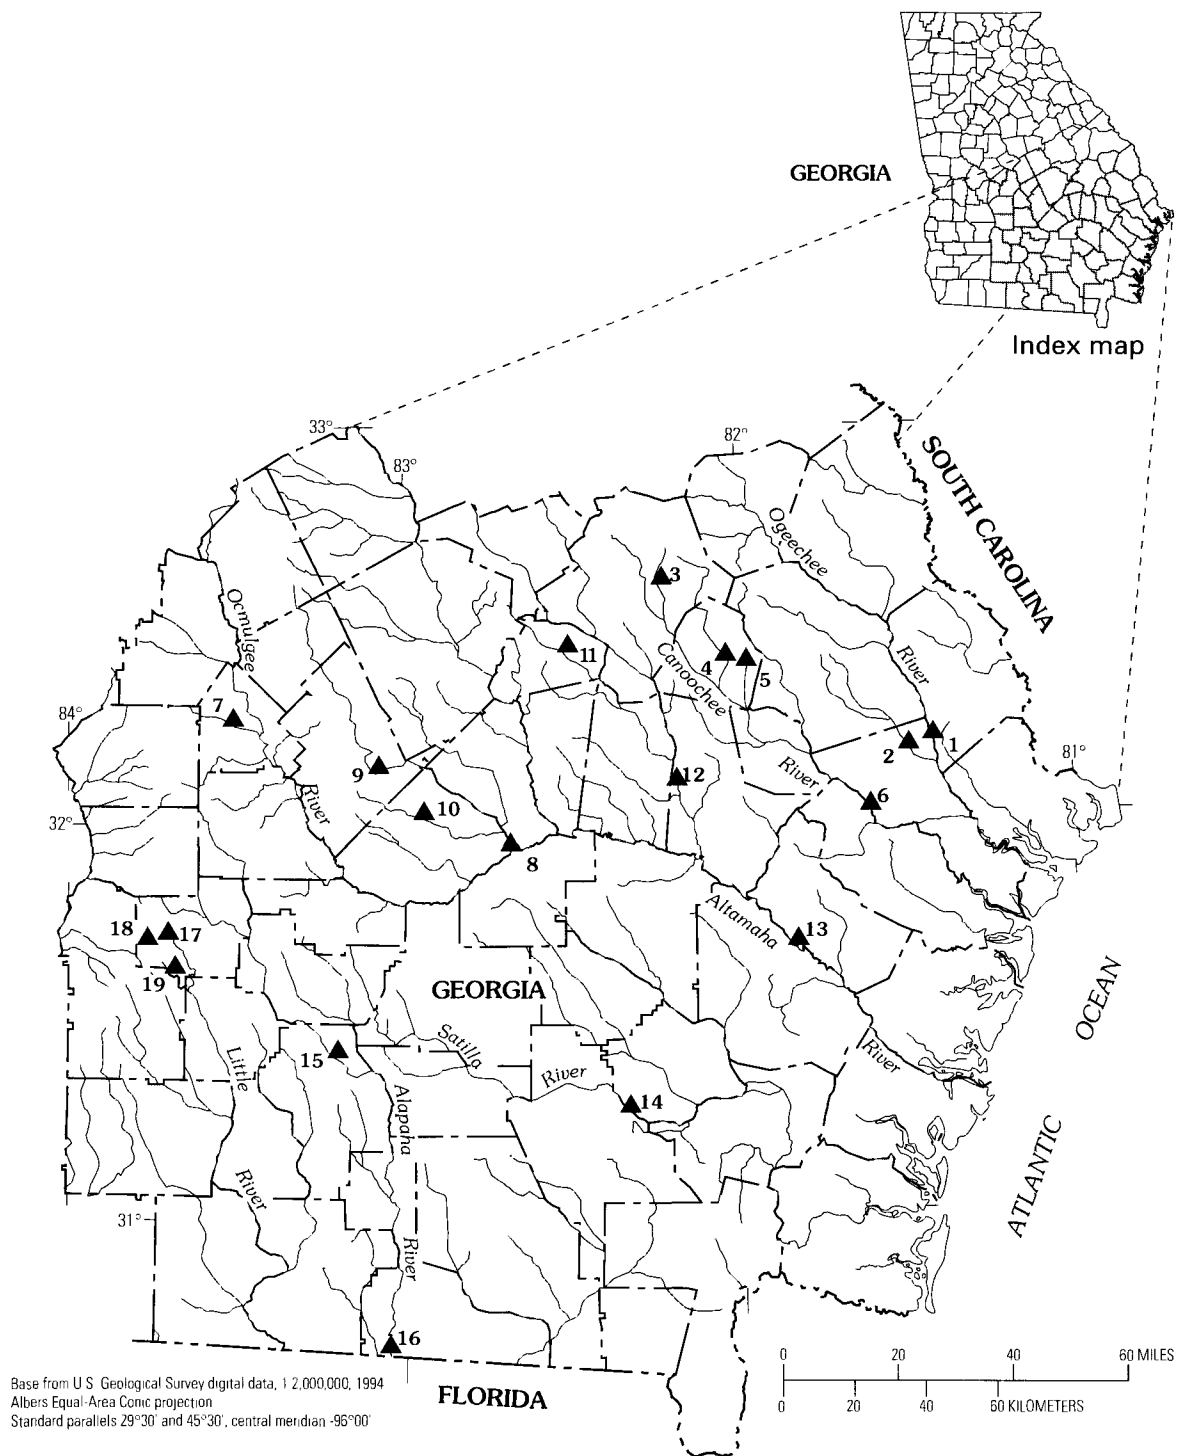 GEORGIA
Index map
33°
83°
82°
SOUTH CAROLINA
Ogeechee
River
Ocmulgee
River
3
4
5
11
Canoochee
River
7
84°
9
10
12
2
1
81°
6
32°
8
18
17
19
13
Altamaha
River
GEORGIA
Satilla
River
15
Little
River
Alapaha
River
14
OCEAN
ATLANTIC
31°
16
FLORIDA
0 20 40 60 MILES
0 20 40 60 KILOMETERS
Base from U S Geological Survey digital data, 1 2,000,000, 1994
Albers Equal-Area Conic projection
Standard parallels 29°30' and 45°30', central meridian -96°00'